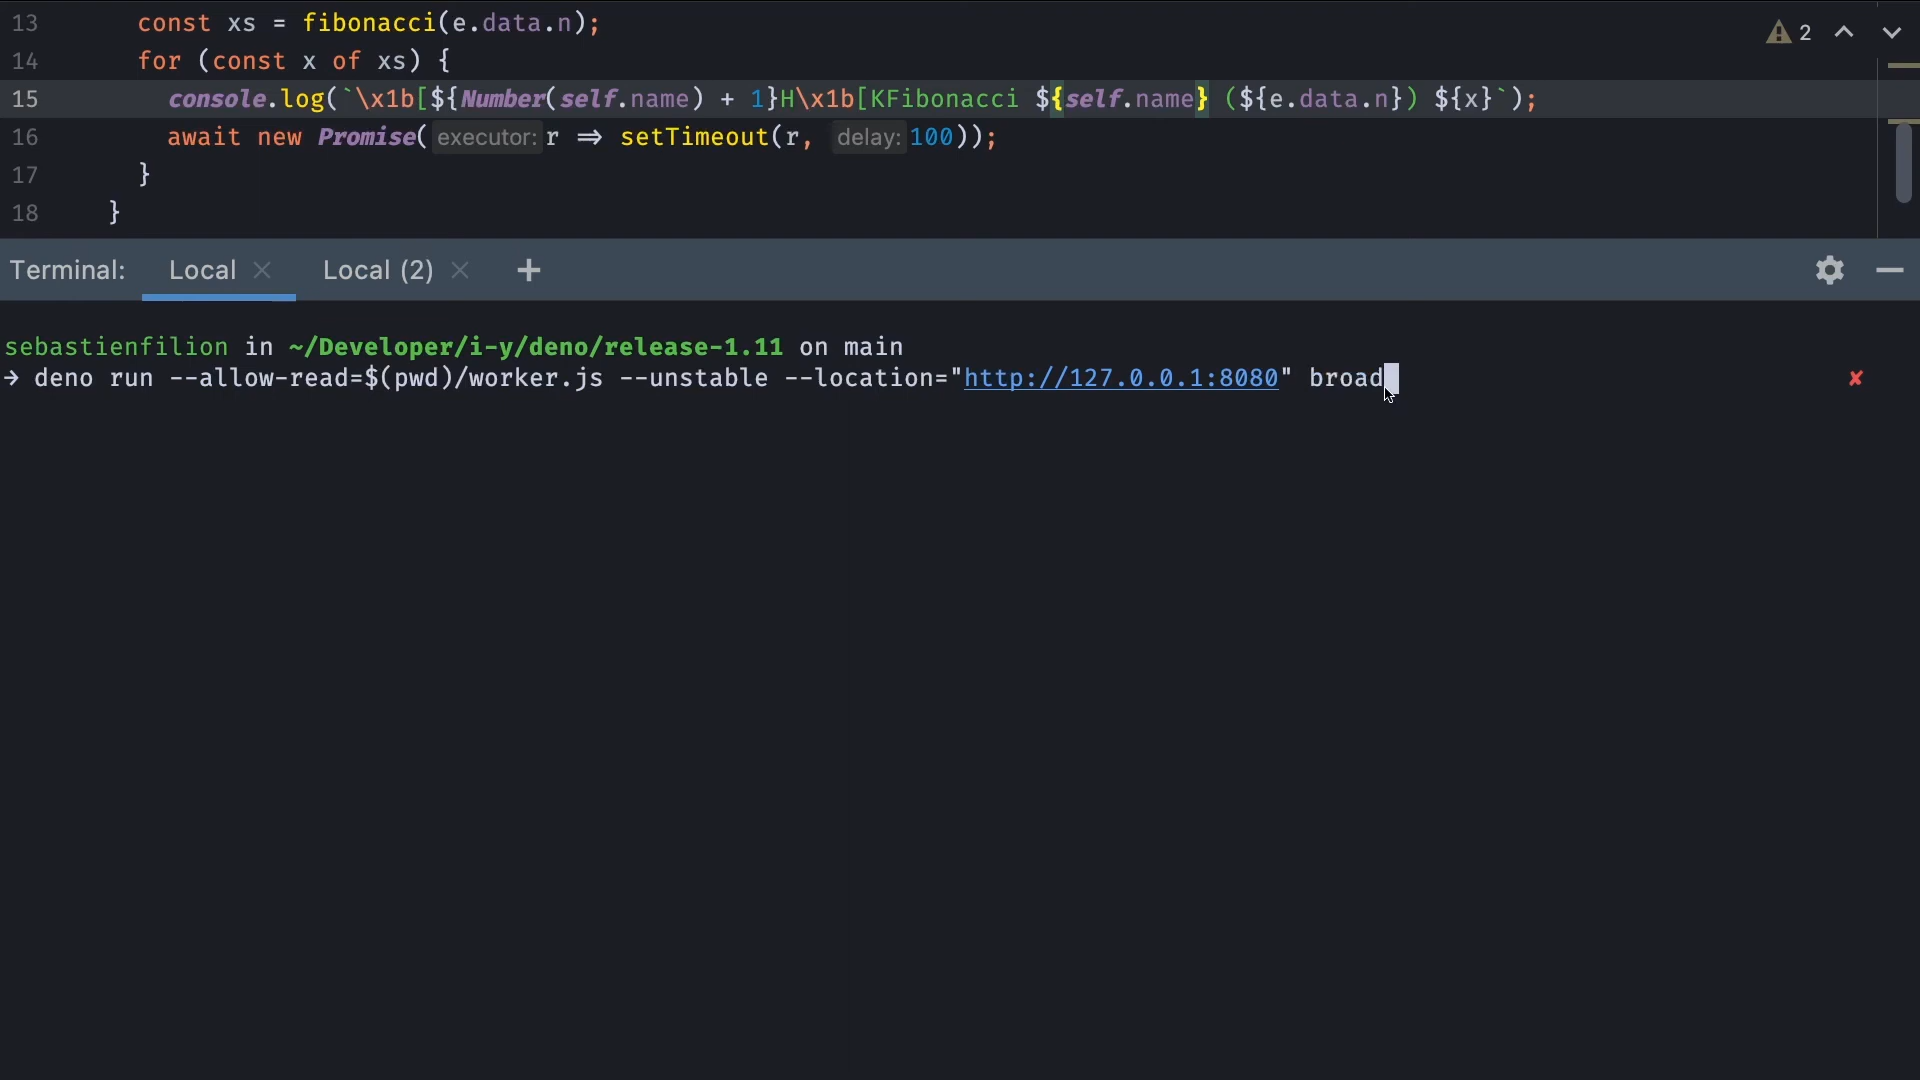 13 const xs = fibonacci(e.data.n);
14 for (const x of xs) {
15 console.log(`\x1b[${Number(self.name) + 1}H\x1b[KFibonacci ${self.name} (${e.data.n}) ${x}`);
16 await new Promise( executor: r ⇒ setTimeout(r, delay: 100));
17 }
18 }
2
Terminal: Local Local (2) +
sebastienfilion in ~/Developer/i-y/deno/release-1.11 on main
→ deno run --allow-read=$(pwd)/worker.js --unstable --location="http://127.0.0.1:8080" broad ✘